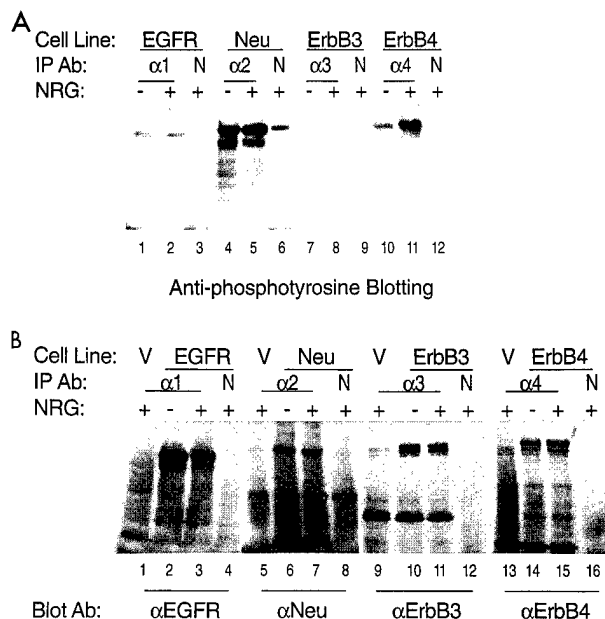 A
Cell Line: EGFR Neu ErbB3 ErbB4
IP Ab: α1 N α2 N α3 N α4 N
NRG: - + + - + + - + + - + +
1 2 3 4 5 6 7 8 9 10 11 12
Anti-phosphotyrosine Blotting
B
Cell Line: V EGFR V Neu V ErbB3 V ErbB4
IP Ab: α1 N α2 N α3 N α4 N
NRG: + - + + + - + + + - + + + - + +
1 2 3 4 5 6 7 8 9 10 11 12 13 14 15 16
Blot Ab: αEGFR αNeu αErbB3 αErbB4